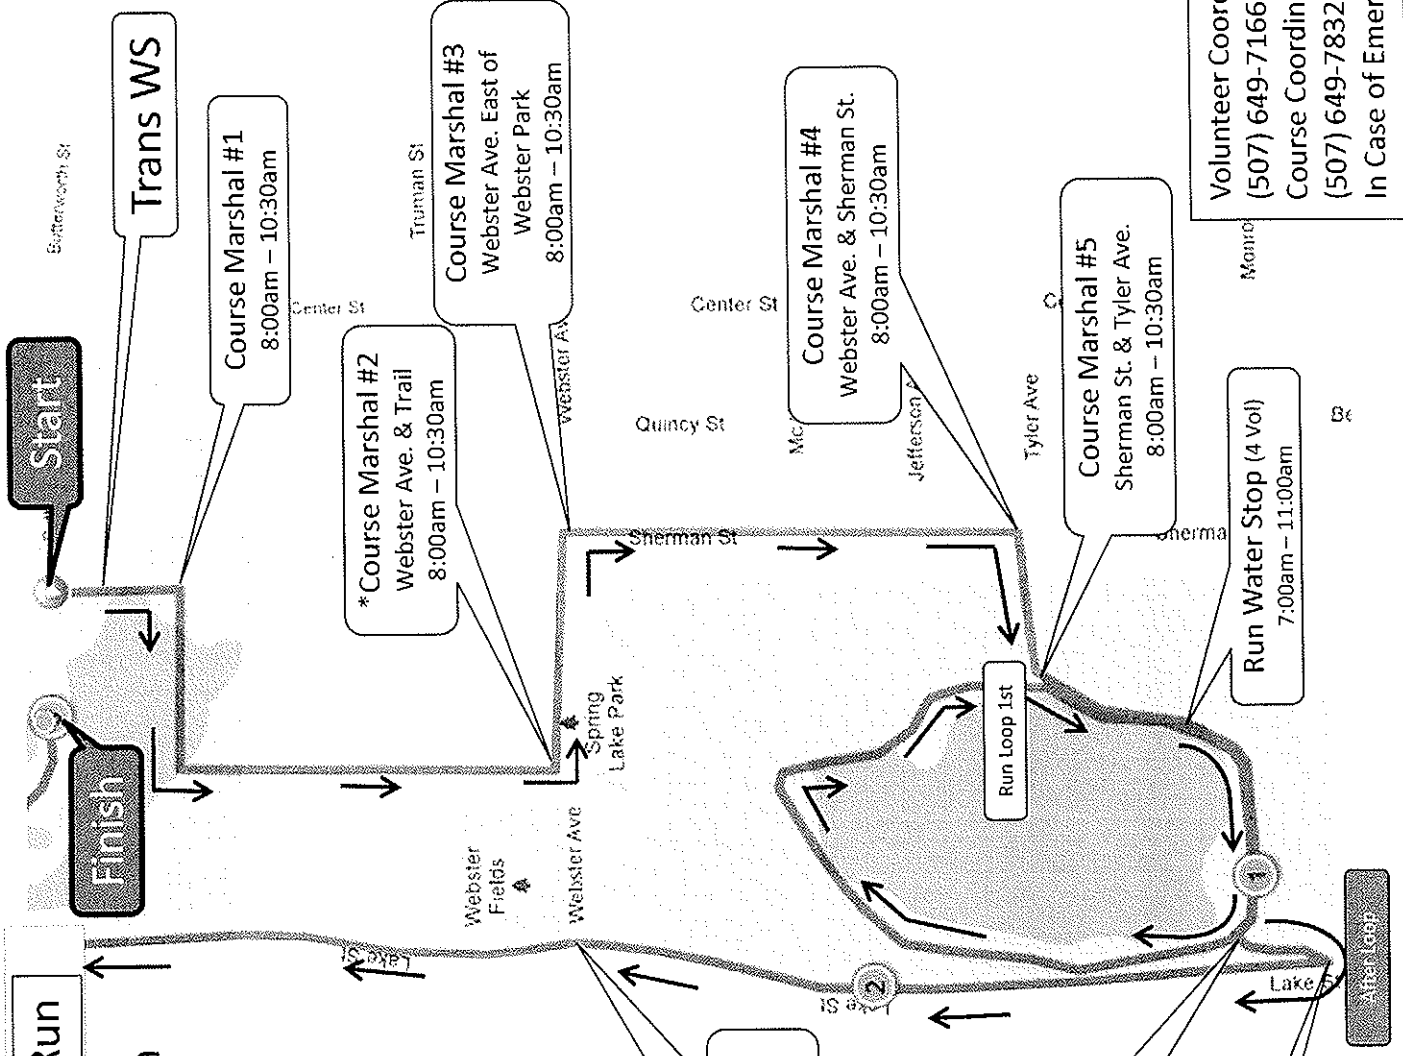 Run
Start
Finish
Butterworth St
Trans WS
Course Marshal #1
8:00am – 10:30am
Center St
Truman St
*Course Marshal #2
Webster Ave. & Trail
8:00am – 10:30am
Course Marshal #3
Webster Ave. East of
Webster Park
8:00am – 10:30am
Webster Av
Webster
Fields
Webster Ave
Spring
Lake Park
Sherman St
Quincy St
Center St
Course Marshal #4
Webster Ave. & Sherman St.
8:00am – 10:30am
Jefferson A
Tyler Ave
Course Marshal #5
Sherman St. & Tyler Ave.
8:00am – 10:30am
Sherma
Monro
Run Loop 1st
Run Water Stop (4 Vol)
7:00am – 11:00am
1
2
Lake St
Lake St
Lake St
After Loop
Volunteer Coord
(507) 649-7166
Course Coordin
(507) 649-7832
In Case of Emer